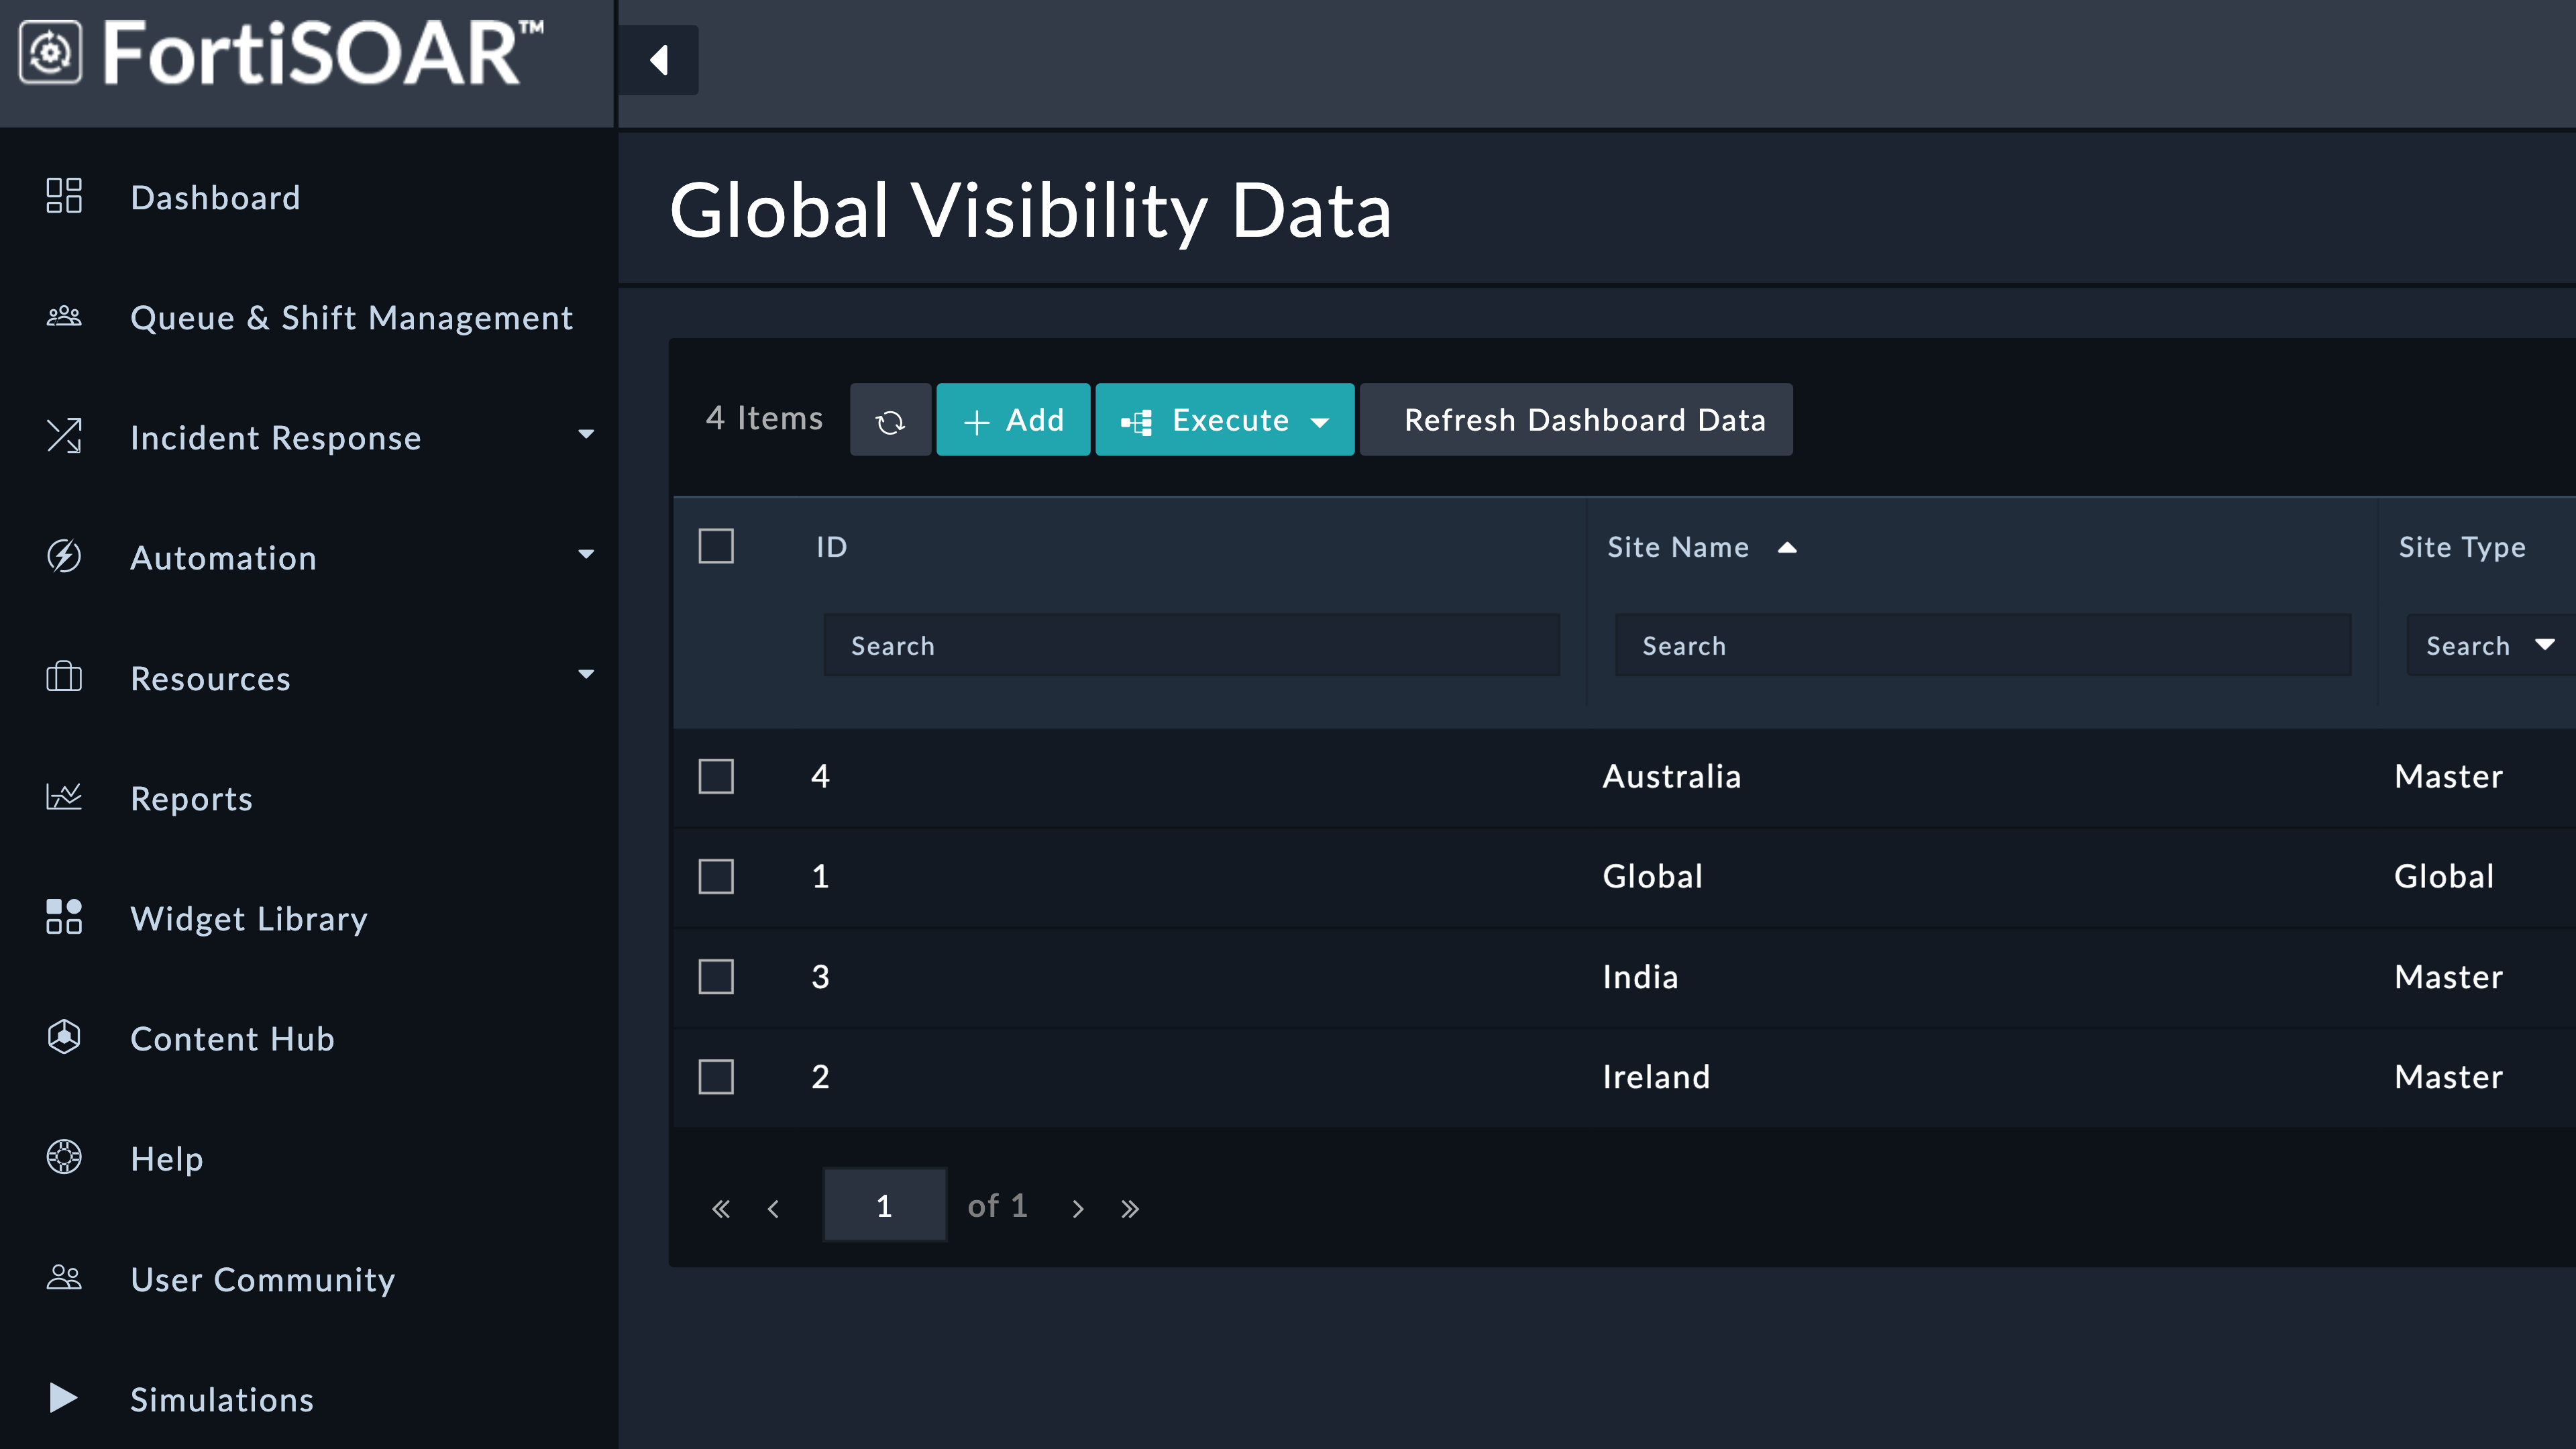 FortiSOAR™
Dashboard
Queue & Shift Management
Incident Response
Automation
Resources
Reports
Widget Library
Content Hub
Help
User Community
Simulations
Global Visibility Data
4 Items
Add
Execute
Refresh Dashboard Data
ID Site Name Site Type
Search Search Search
4 Australia Master
1 Global Global
3 India Master
2 Ireland Master
« ‹ 1 of 1 › »